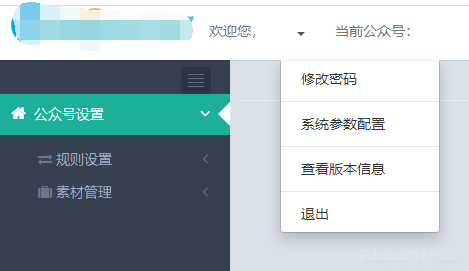 欢迎您，
当前公众号：
修改密码
公众号设置
系统参数配置
规则设置
查看版本信息
素材管理
退出